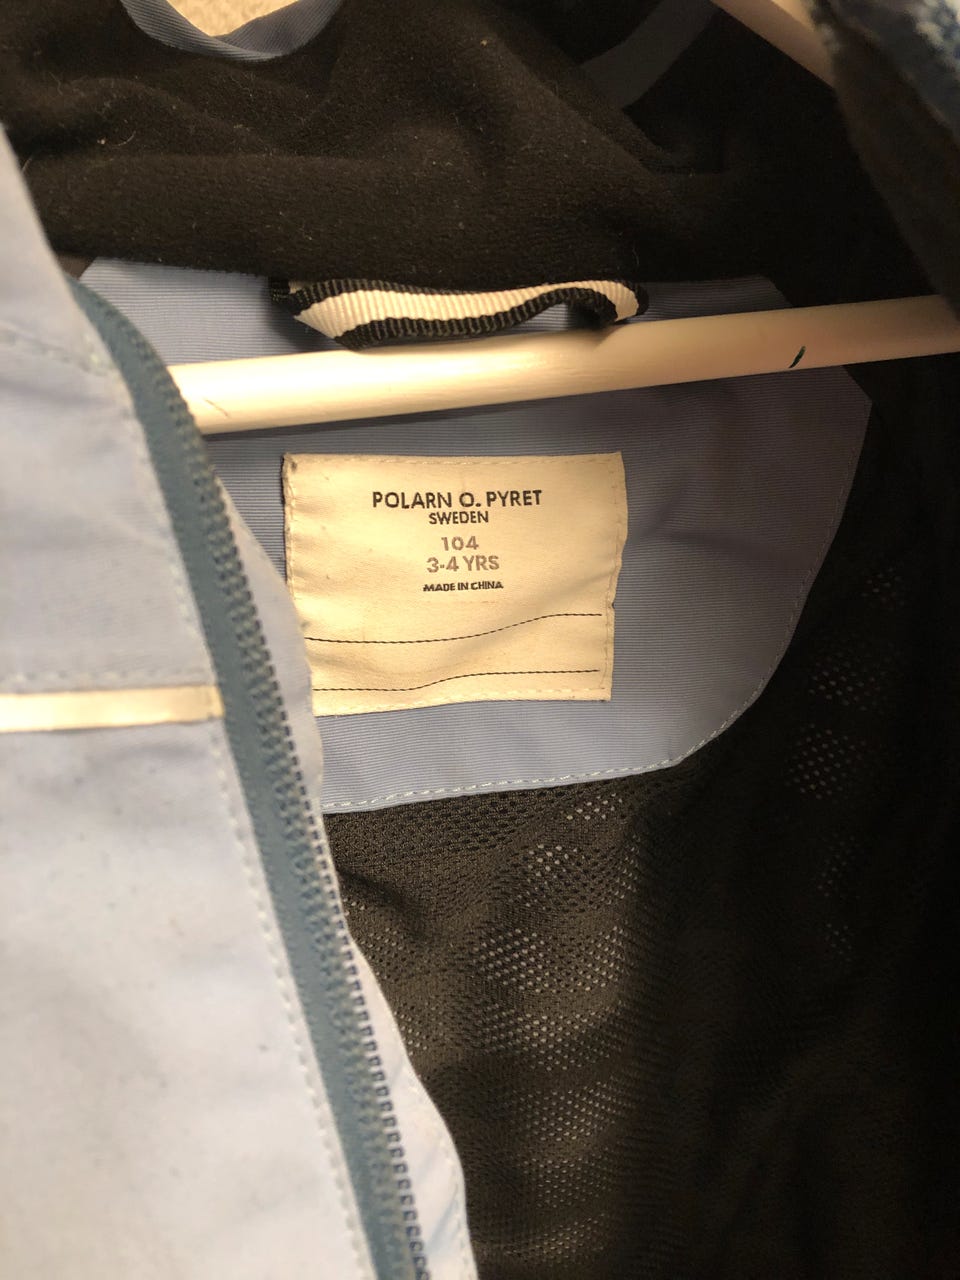 POLARN O. PYRET
SWEDEN
104
3-4 YRS
MADE IN CHINA